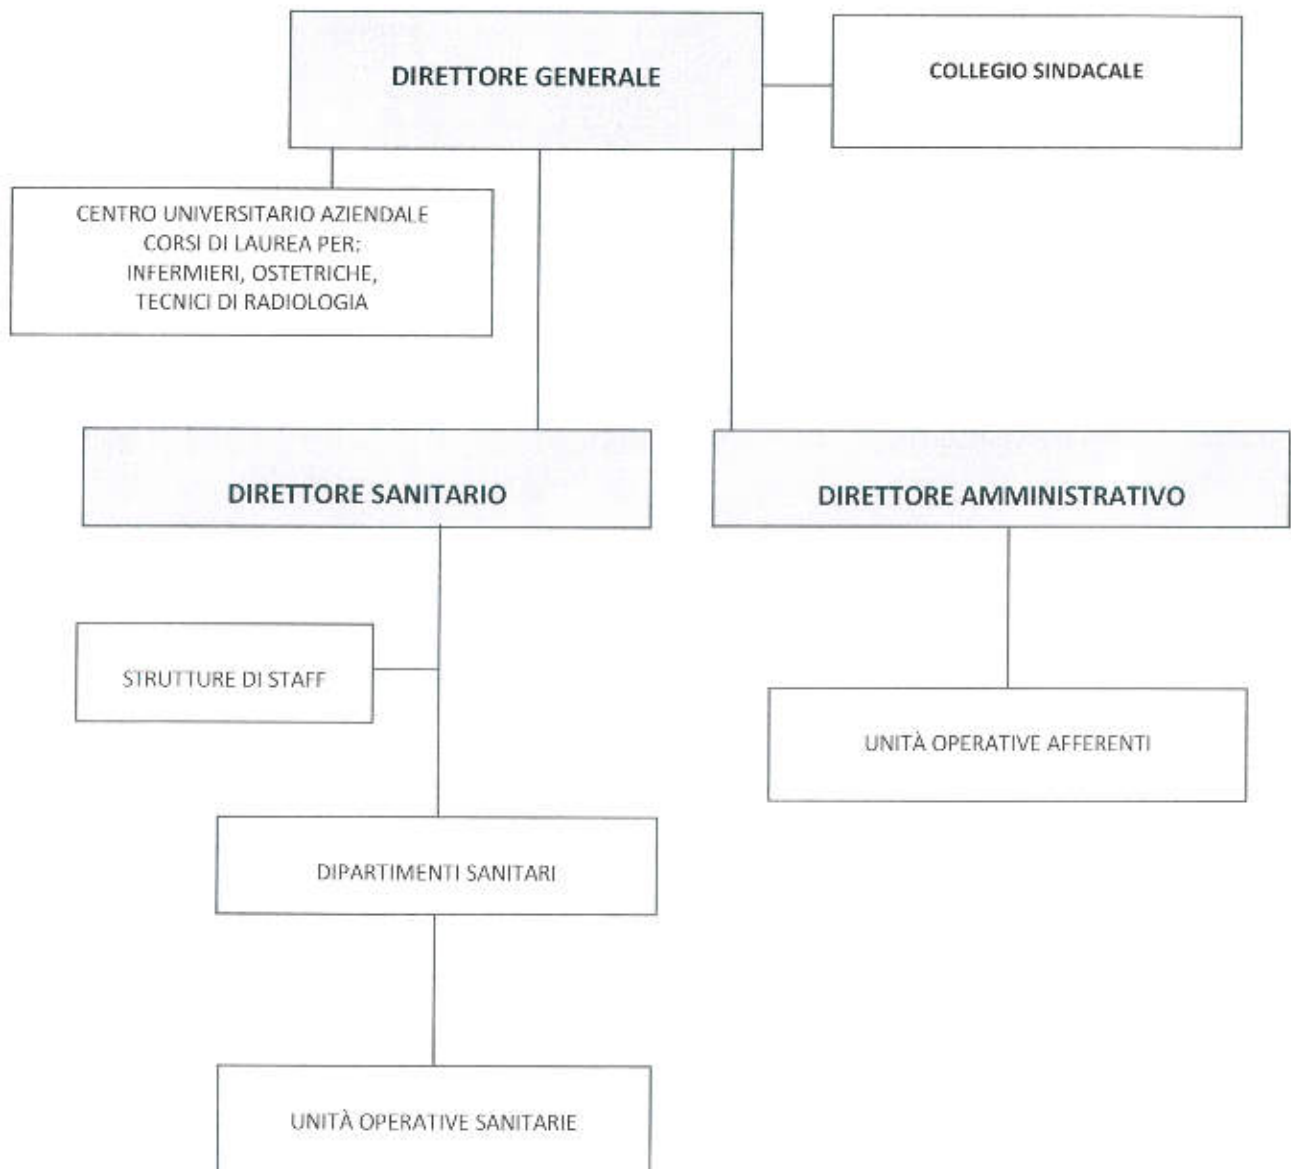 DIRETTORE GENERALE
COLLEGIO SINDACALE
CENTRO UNIVERSITARIO AZIENDALE
CORSI DI LAUREA PER:
INFERMIERI, OSTETRICHE,
TECNICI DI RADIOLOGIA
DIRETTORE SANITARIO
DIRETTORE AMMINISTRATIVO
STRUTTURE DI STAFF
UNITÀ OPERATIVE AFFERENTI
DIPARTIMENTI SANITARI
UNITÀ OPERATIVE SANITARIE